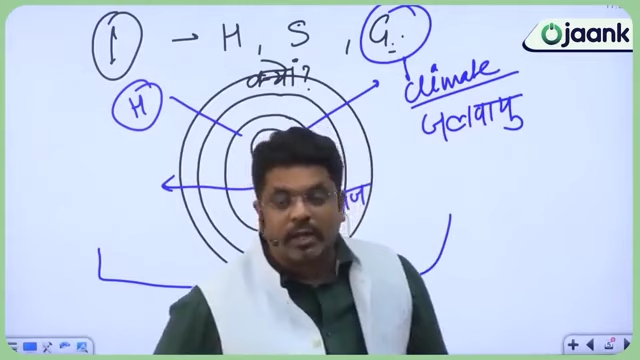 I → H, S, G..
Ojaank
क्यों?
climate
जलवायु
H